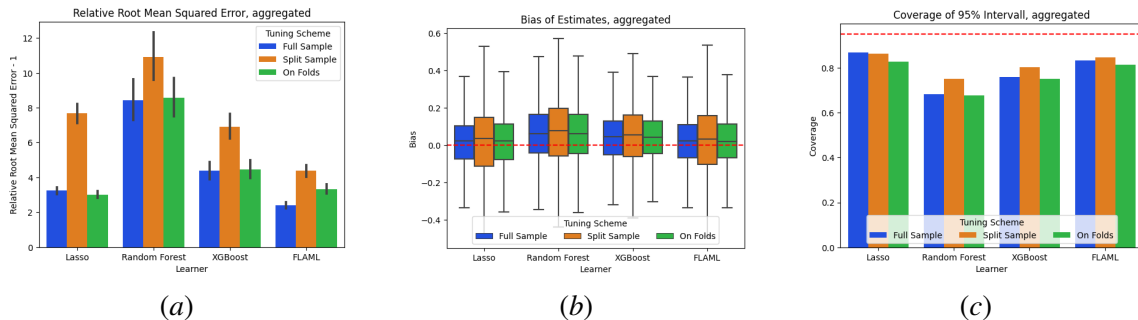 Relative Root Mean Squared Error, aggregated
Relative Root Mean Squared Error - 1
12
10
8
6
4
2
0
Tuning Scheme
Full Sample
Split Sample
On Folds
Lasso Random Forest XGBoost FLAML
Learner
(a)
Bias of Estimates, aggregated
Bias
0.6
0.4
0.2
0.0
−0.2
−0.4
Tuning Scheme
Full Sample Split Sample On Folds
Lasso Random Forest XGBoost FLAML
Learner
(b)
Coverage of 95% Intervall, aggregated
Coverage
0.8
0.6
0.4
0.2
0.0
Tuning Scheme
Full Sample Split Sample On Folds
Lasso Random Forest XGBoost FLAML
Learner
(c)